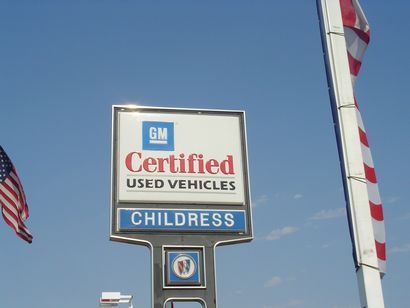 GM
Certified
USED VEHICLES
CHILDRESS